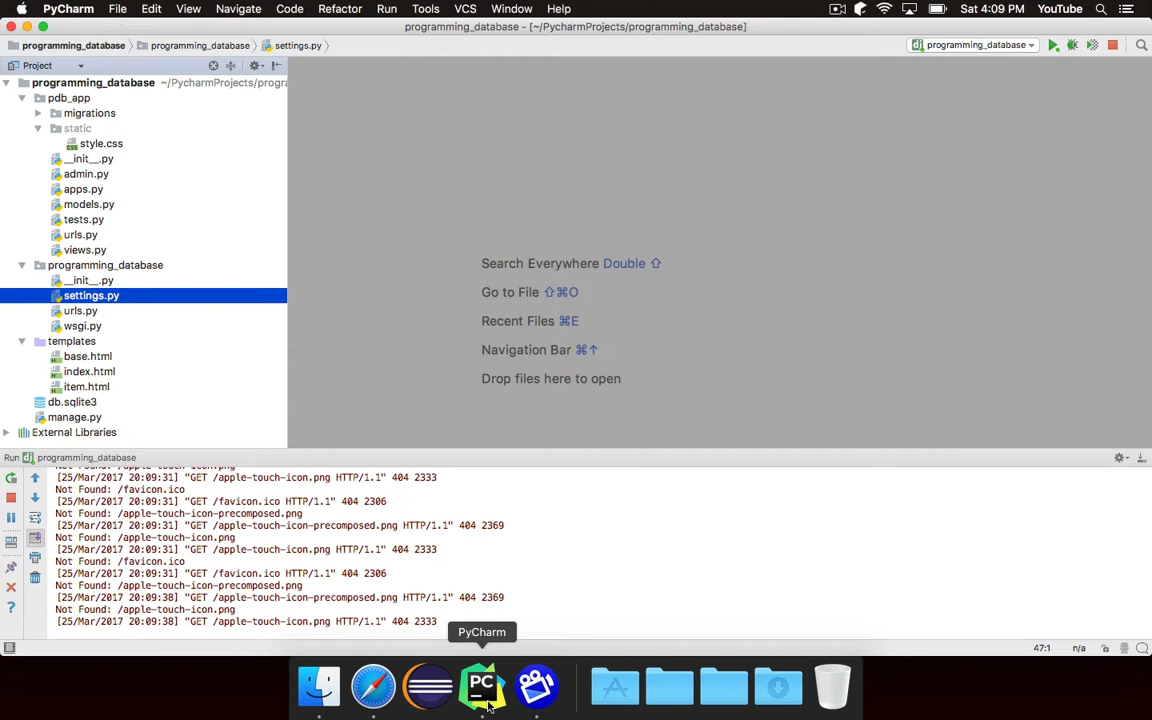 PyCharm File Edit View Navigate Code Refactor Run Tools VCS Window Help Sat 4:09 PM YouTube
programming_database - [~/PycharmProjects/programming_database]
programming_database programming_database settings.py programming_database
Project
programming_database ~/PycharmProjects/progra
pdb_app
migrations
static
style.css
__init__.py
admin.py
apps.py
models.py
tests.py
urls.py
views.py
programming_database
__init__.py
settings.py
urls.py
wsgi.py
templates
base.html
index.html
item.html
db.sqlite3
manage.py
External Libraries
Search Everywhere Double ⇧
Go to File ⇧⌘O
Recent Files ⌘E
Navigation Bar ⌘↑
Drop files here to open
Run programming_database
[25/Mar/2017 20:09:31] "GET /apple-touch-icon.png HTTP/1.1" 404 2333
Not Found: /favicon.ico
[25/Mar/2017 20:09:31] "GET /favicon.ico HTTP/1.1" 404 2306
Not Found: /apple-touch-icon-precomposed.png
[25/Mar/2017 20:09:31] "GET /apple-touch-icon-precomposed.png HTTP/1.1" 404 2369
Not Found: /apple-touch-icon.png
[25/Mar/2017 20:09:31] "GET /apple-touch-icon.png HTTP/1.1" 404 2333
Not Found: /favicon.ico
[25/Mar/2017 20:09:31] "GET /favicon.ico HTTP/1.1" 404 2306
Not Found: /apple-touch-icon-precomposed.png
[25/Mar/2017 20:09:38] "GET /apple-touch-icon-precomposed.png HTTP/1.1" 404 2369
Not Found: /apple-touch-icon.png
[25/Mar/2017 20:09:38] "GET /apple-touch-icon.png HTTP/1.1" 404 2333
PyCharm
47:1 n/a
PC